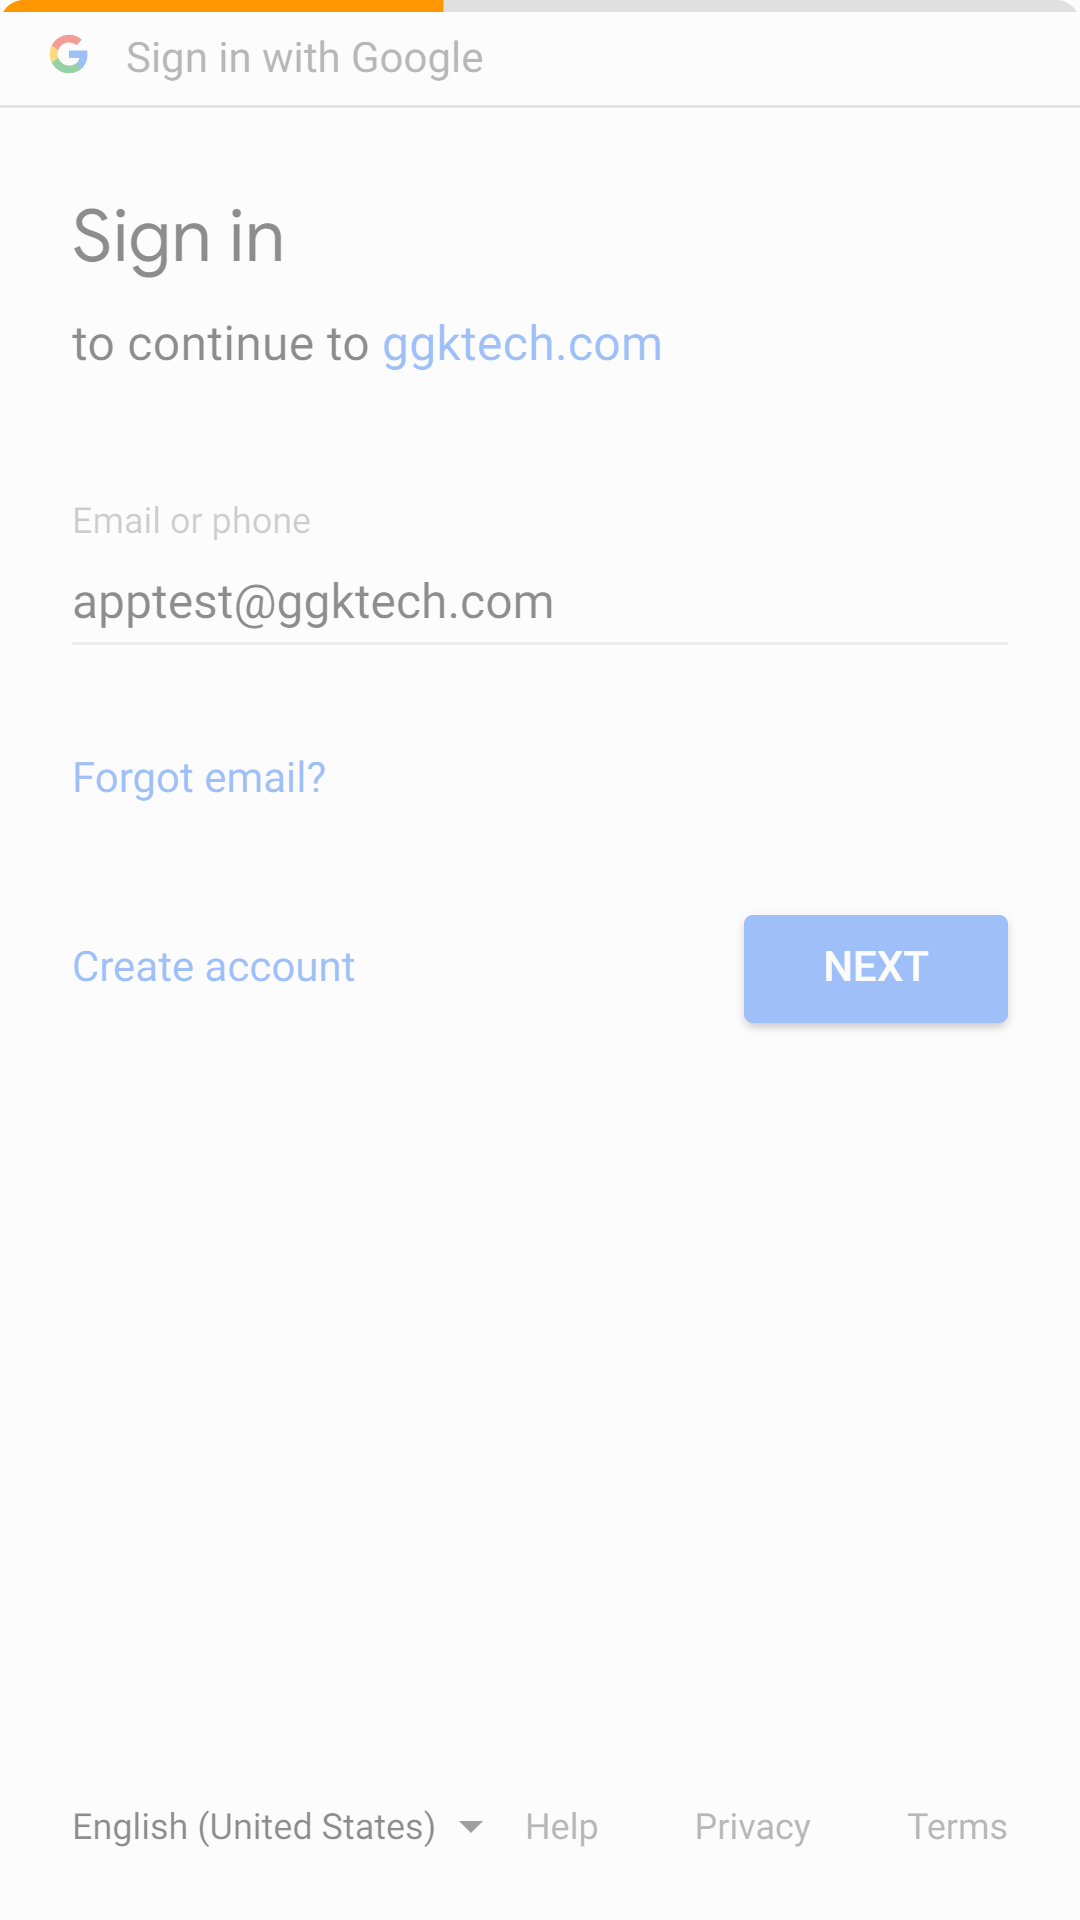 Sign in with Google
Sign in
to continue to ggktech.com
Email or phone
apptest@ggktech.com
Forgot email?
Create account
NEXT
English (United States) Help Privacy Terms